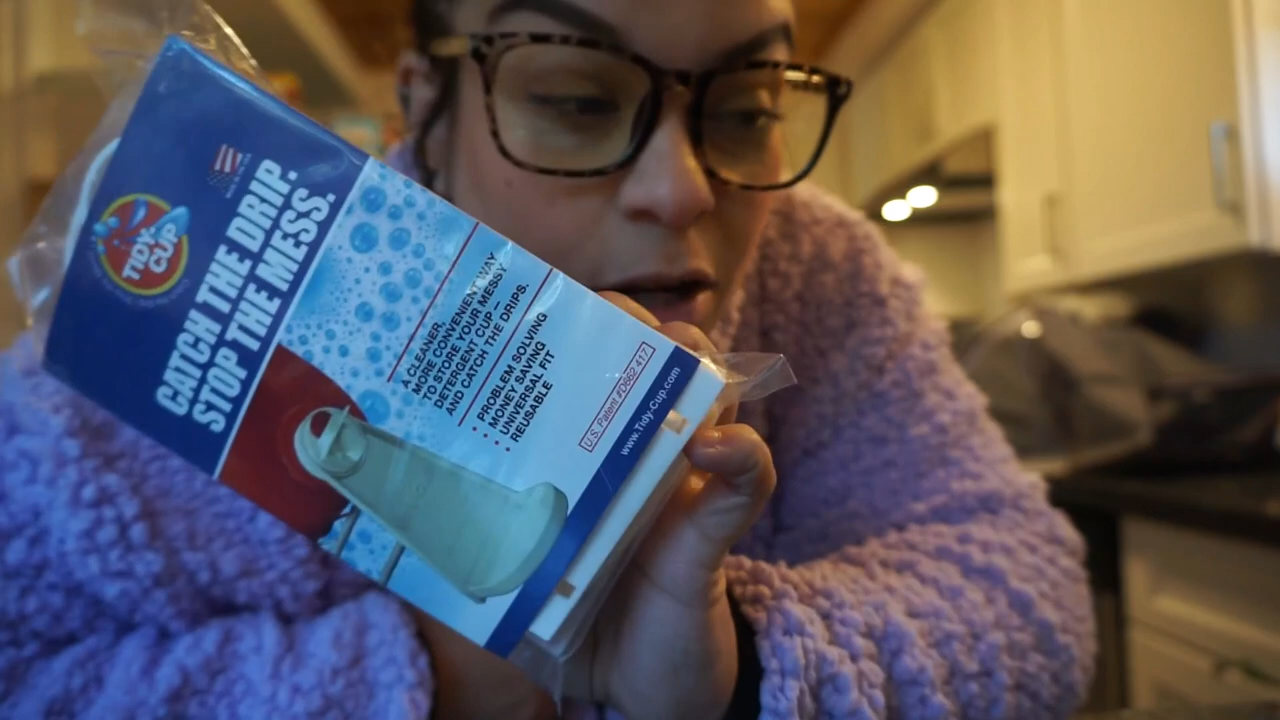 TIDY
CUP
CATCH THE DRIP.
STOP THE MESS.
A CLEANER,
MORE CONVENIENT WAY
TO STORE YOUR MESSY
DETERGENT CUP –
AND CATCH THE DRIPS.
• PROBLEM SOLVING
• MONEY SAVING
• UNIVERSAL FIT
• REUSABLE
U.S. Patent #D662,417
www.Tidy-Cup.com